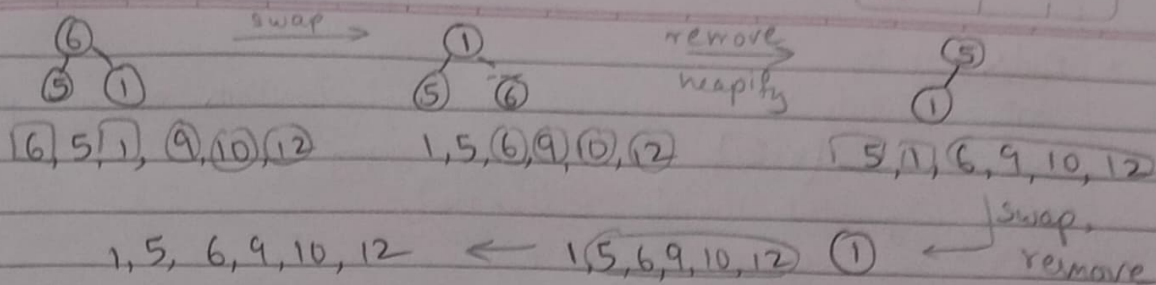 6 swap 1 remove 5
5 1 5 6 heapify 1
6, 5, 1, 9, 10, 12 1, 5, 6, 9, 10, 12 5, 1, 6, 9, 10, 12
swap,
1, 5, 6, 9, 10, 12 ← 1, 5, 6, 9, 10, 12 1 ← remove